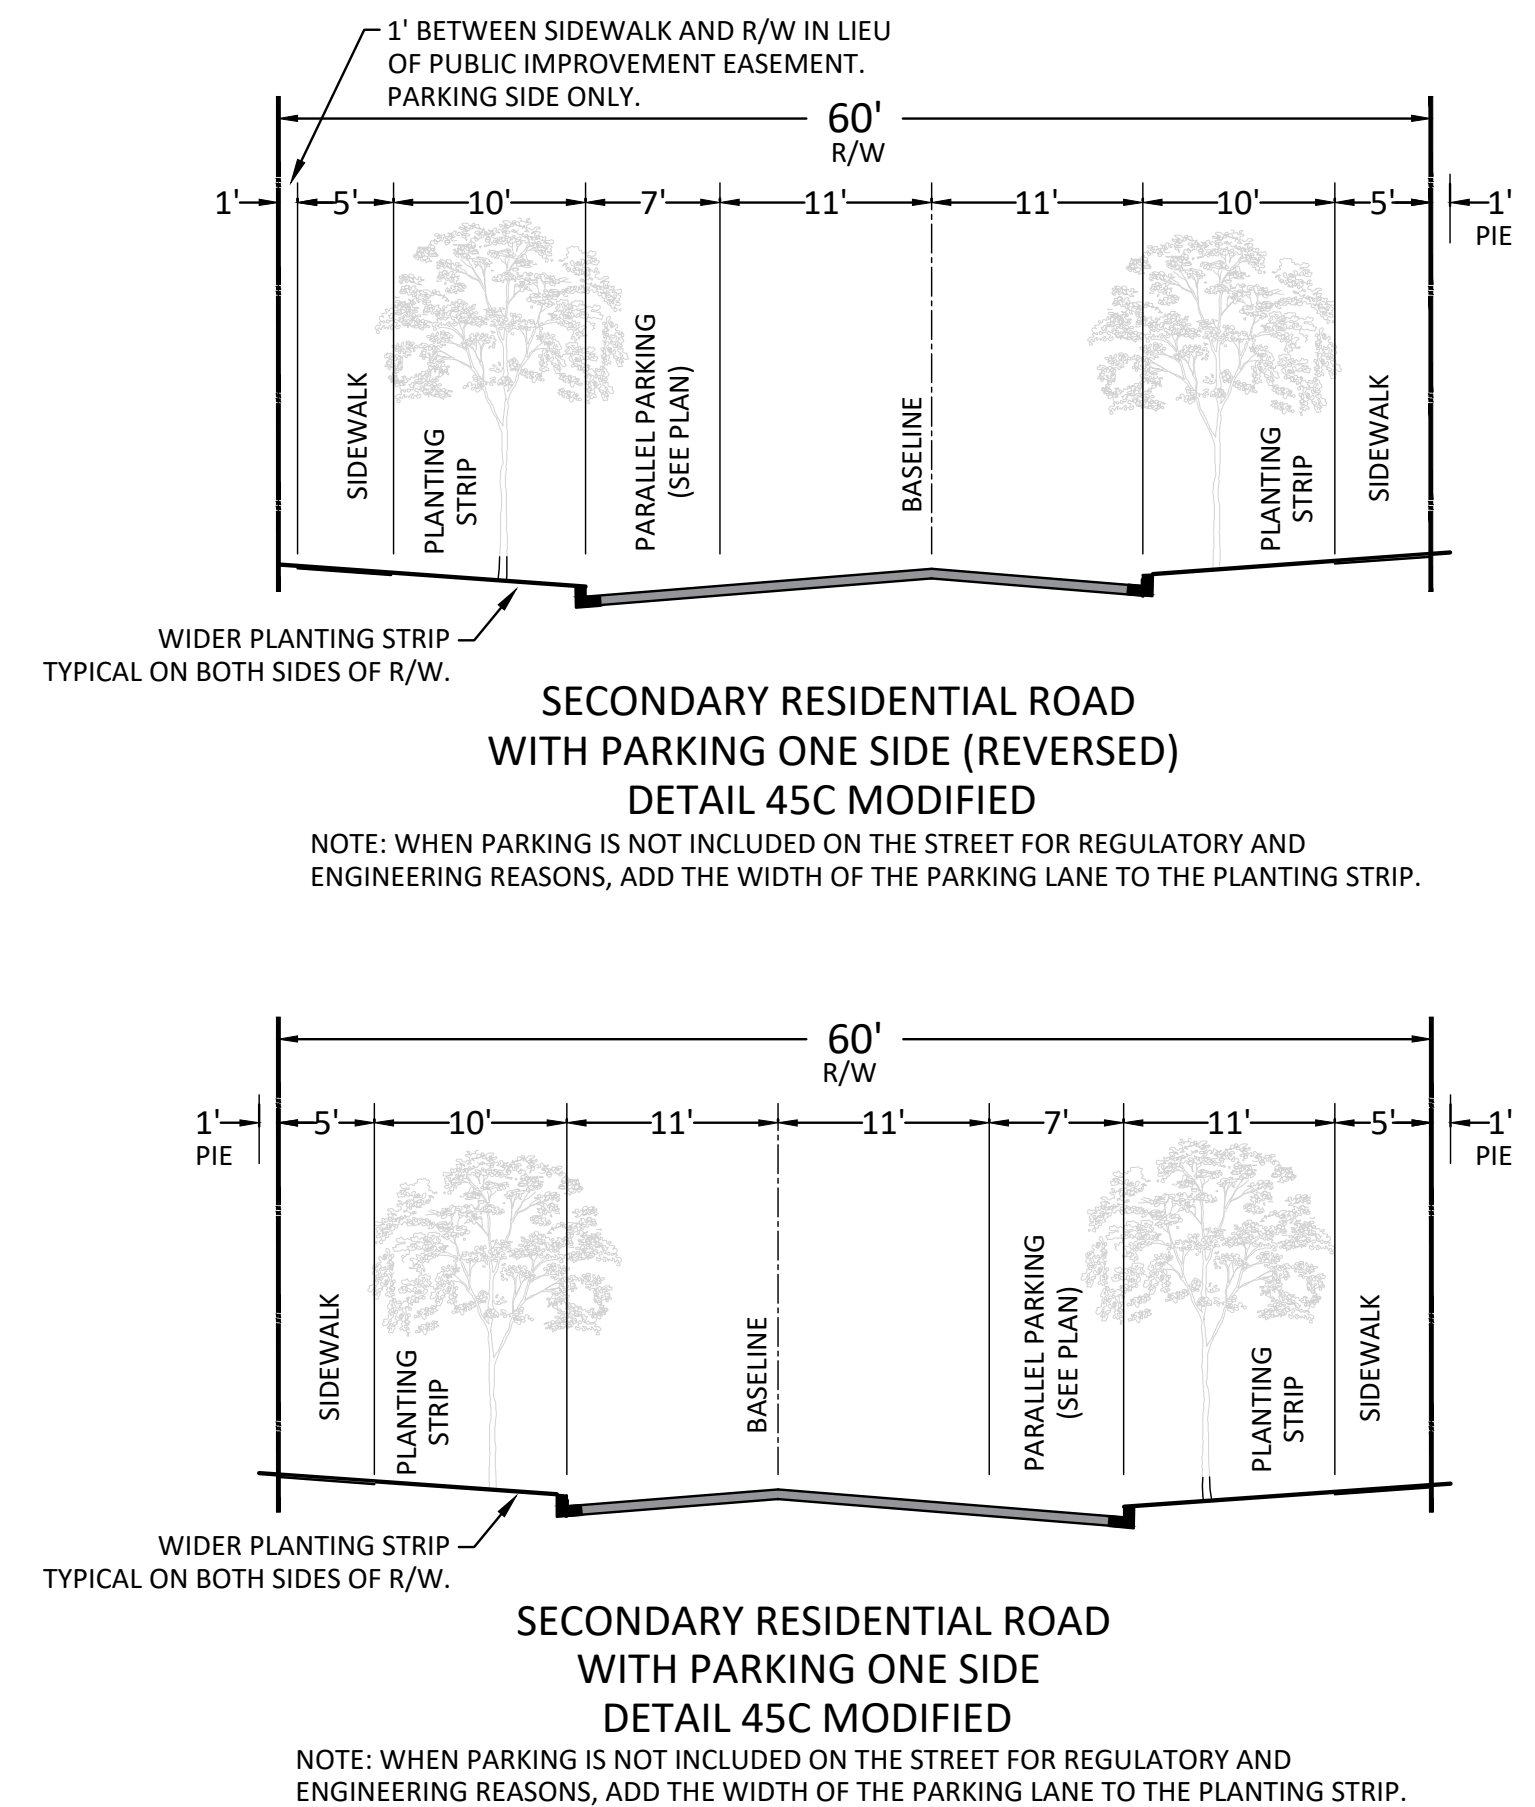 1' BETWEEN SIDEWALK AND R/W IN LIEU
OF PUBLIC IMPROVEMENT EASEMENT.
PARKING SIDE ONLY.
60'
R/W
1' 5' 10' 7' 11' 11' 10' 5' 1'
PIE
SIDEWALK
PLANTING
STRIP
PARALLEL PARKING
(SEE PLAN)
BASELINE
PLANTING
STRIP
SIDEWALK
WIDER PLANTING STRIP
TYPICAL ON BOTH SIDES OF R/W.
SECONDARY RESIDENTIAL ROAD
WITH PARKING ONE SIDE (REVERSED)
DETAIL 45C MODIFIED
NOTE: WHEN PARKING IS NOT INCLUDED ON THE STREET FOR REGULATORY AND
ENGINEERING REASONS, ADD THE WIDTH OF THE PARKING LANE TO THE PLANTING STRIP.
60'
R/W
1' 5' 10' 11' 11' 7' 11' 5' 1'
PIE PIE
SIDEWALK
PLANTING
STRIP
BASELINE
PARALLEL PARKING
(SEE PLAN)
PLANTING
STRIP
SIDEWALK
WIDER PLANTING STRIP
TYPICAL ON BOTH SIDES OF R/W.
SECONDARY RESIDENTIAL ROAD
WITH PARKING ONE SIDE
DETAIL 45C MODIFIED
NOTE: WHEN PARKING IS NOT INCLUDED ON THE STREET FOR REGULATORY AND
ENGINEERING REASONS, ADD THE WIDTH OF THE PARKING LANE TO THE PLANTING STRIP.